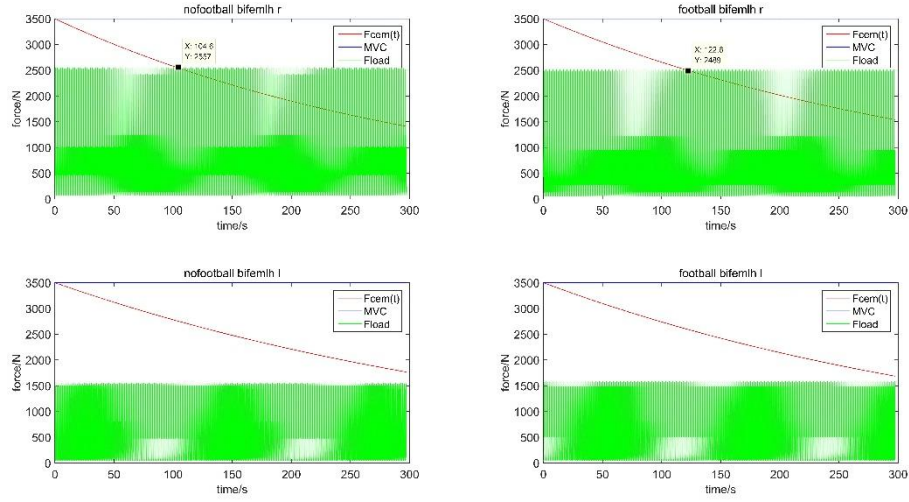 nofootball bifemlh r
3500
3000
2500
2000
1500
1000
500
0
force/N
0 50 100 150 200 250 300
time/s
X: 104.6
Y: 2557
Fcem(t)
MVC
Fload
football bifemlh r
3500
3000
2500
2000
1500
1000
500
0
force/N
0 50 100 150 200 250 300
time/s
X: 122.8
Y: 2489
Fcem(t)
MVC
Fload
nofootball bifemlh l
3500
3000
2500
2000
1500
1000
500
0
force/N
0 50 100 150 200 250 300
time/s
Fcem(t)
MVC
Fload
football bifemlh l
3500
3000
2500
2000
1500
1000
500
0
force/N
0 50 100 150 200 250 300
time/s
Fcem(t)
MVC
Fload